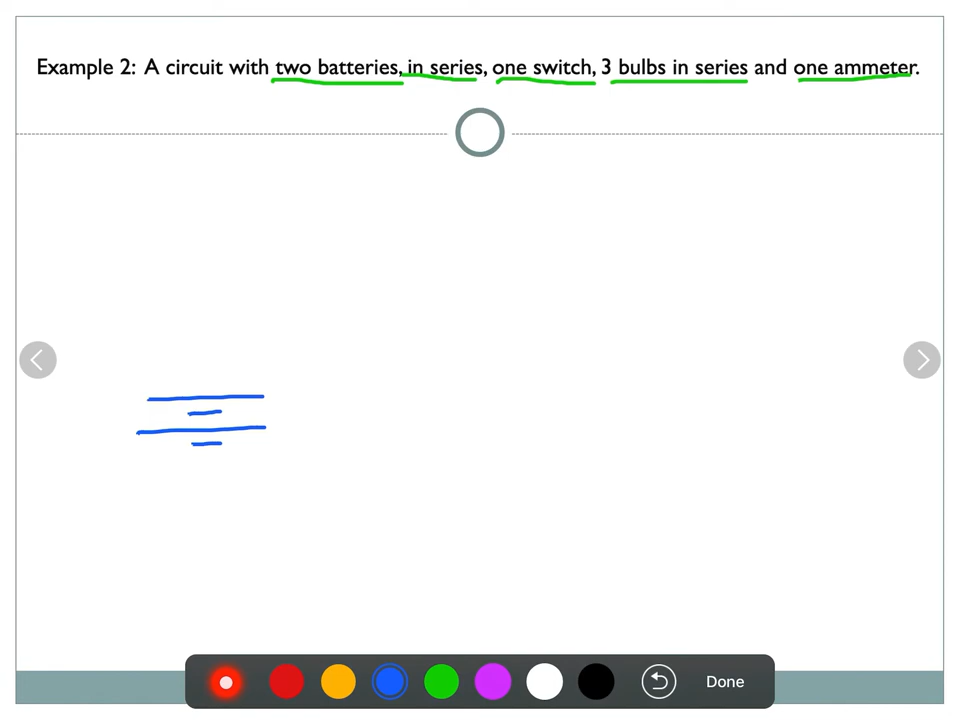 Example 2: A circuit with two batteries, in series, one switch, 3 bulbs in series and one ammeter.
Done